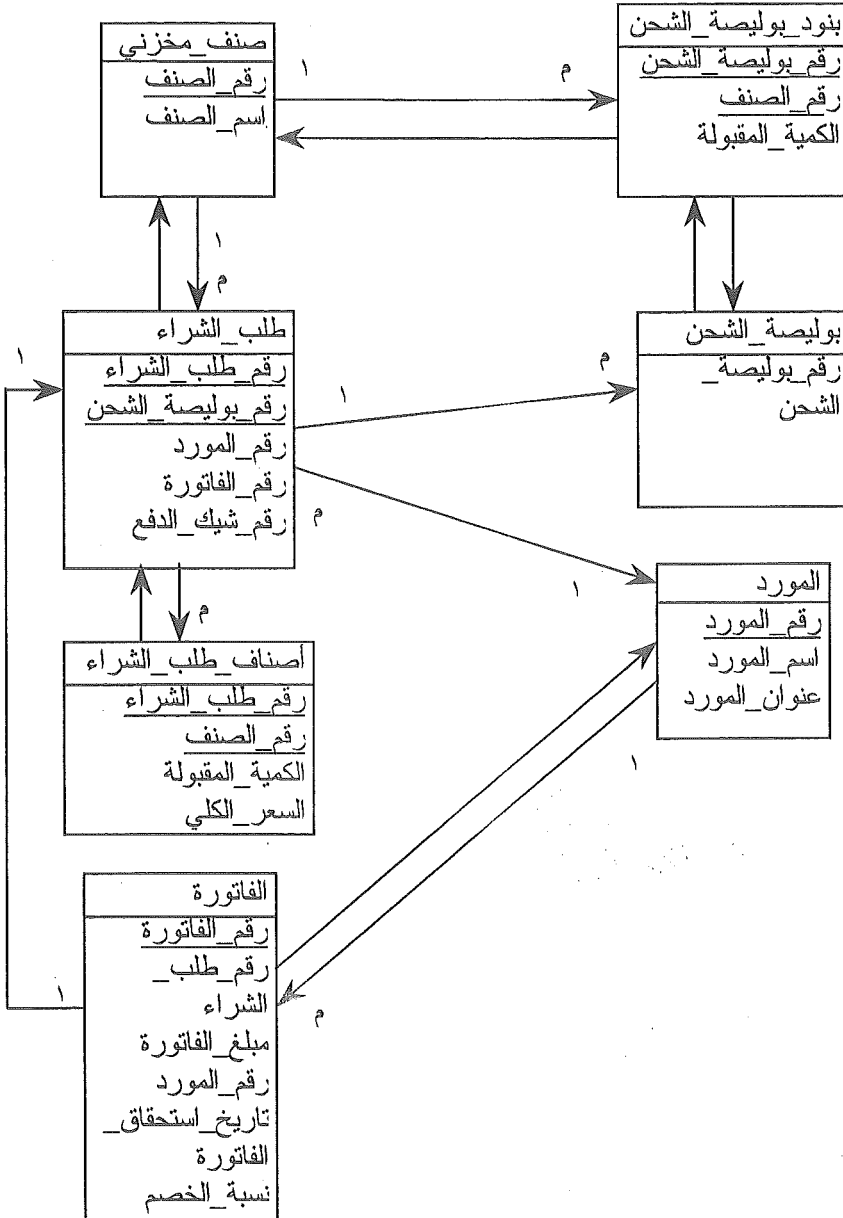 بنود_بوليصة_الشحن
رقم_بوليصة_الشحن
رقم_الصنف
الكمية_المقبولة
صنف_مخزني
رقم_الصنف
اسم_الصنف
١
م
١
م
بوليصة_الشحن
رقم_بوليصة_
الشحن
طلب_الشراء
رقم_طلب_الشراء
رقم_بوليصة_الشحن
رقم_المورد
رقم_الفاتورة
رقم_شيك_الدفع
م
١
١
م
١
المورد
رقم_المورد
اسم_المورد
عنوان_المورد
م
أصناف_طلب_الشراء
رقم_طلب_الشراء
رقم_الصنف
الكمية_المقبولة
السعر_الكلي
١
م
١
الفاتورة
رقم_الفاتورة
رقم_طلب_
الشراء
مبلغ_الفاتورة
رقم_المورد
تاريخ_استحقاق_
الفاتورة
نسبة_الخصم